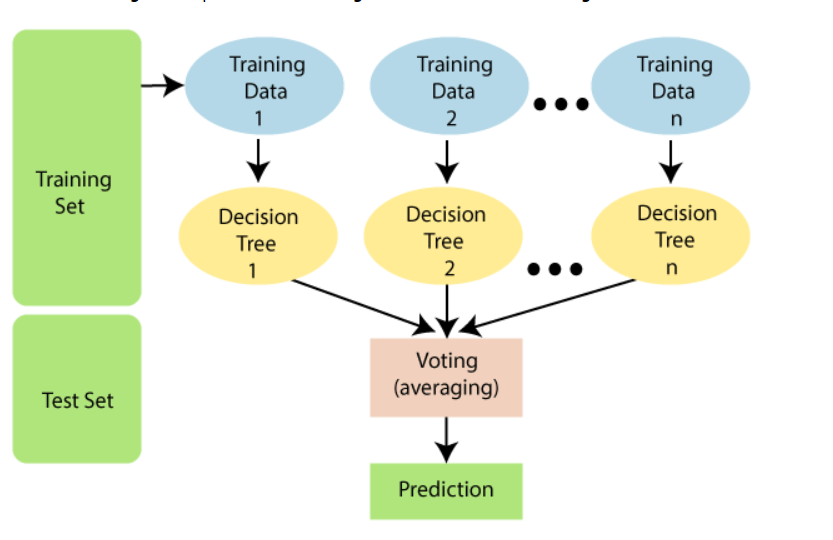 Training
Set
Test Set
Training
Data
1
Training
Data
2
Training
Data
n
Decision
Tree
1
Decision
Tree
2
Decision
Tree
n
Voting
(averaging)
Prediction